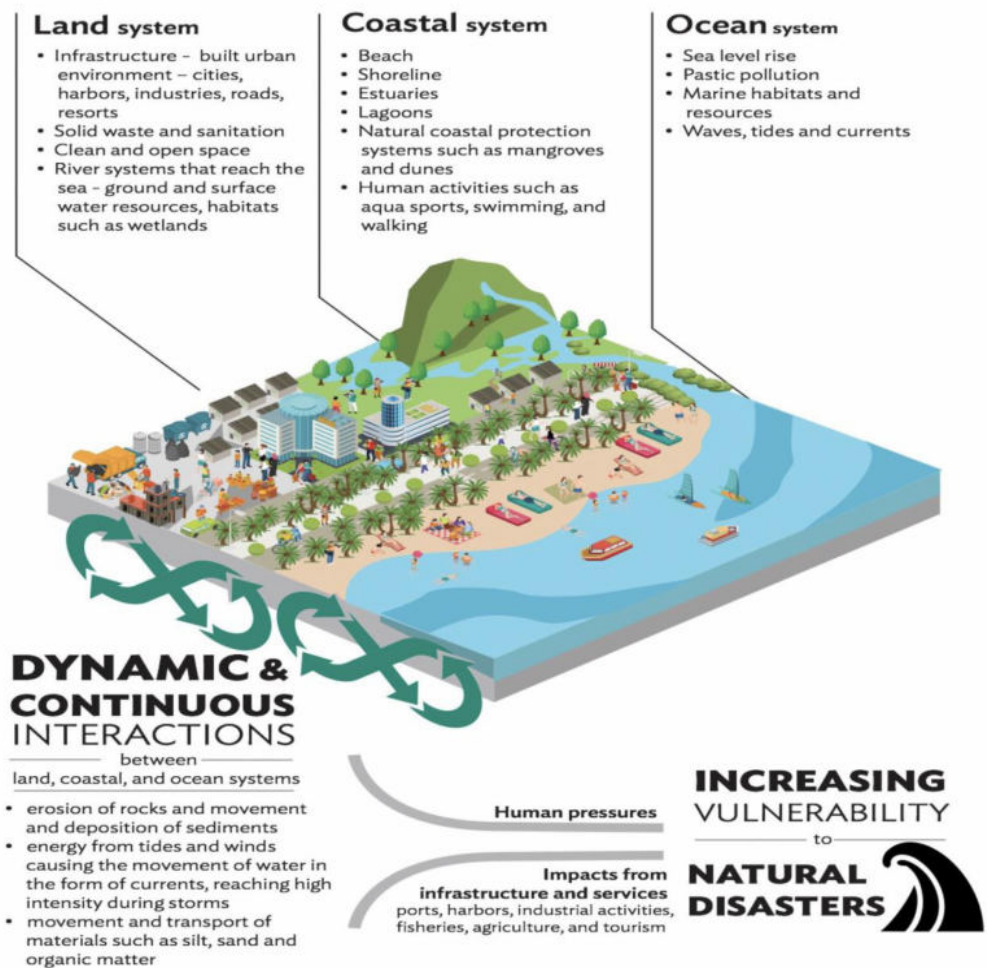 Land system
• Infrastructure - built urban
environment – cities,
harbors, industries, roads,
resorts
• Solid waste and sanitation
• Clean and open space
• River systems that reach the
sea - ground and surface
water resources, habitats
such as wetlands
Coastal system
• Beach
• Shoreline
• Estuaries
• Lagoons
• Natural coastal protection
systems such as mangroves
and dunes
• Human activities such as
aqua sports, swimming, and
walking
Ocean system
• Sea level rise
• Pastic pollution
• Marine habitats and
resources
• Waves, tides and currents
DYNAMIC &
CONTINUOUS
INTERACTIONS
between
land, coastal, and ocean systems
• erosion of rocks and movement
and deposition of sediments
• energy from tides and winds
causing the movement of water in
the form of currents, reaching high
intensity during storms
• movement and transport of
materials such as silt, sand and
organic matter
Human pressures
Impacts from
infrastructure and services
ports, harbors, industrial activities,
fisheries, agriculture, and tourism
INCREASING
VULNERABILITY
to
NATURAL
DISASTERS